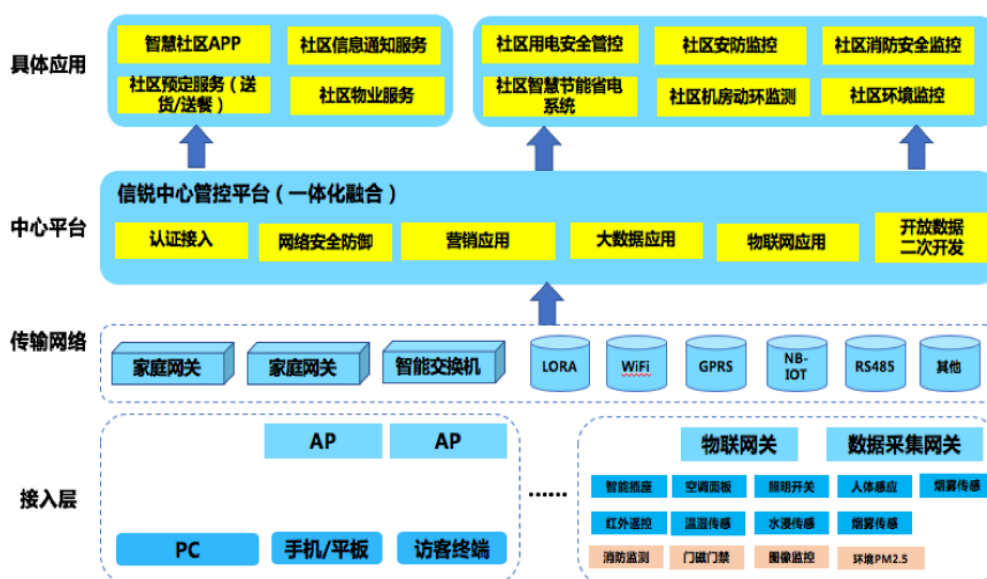 具体应用
智慧社区APP
社区信息通知服务
社区预定服务（送
货/送餐）
社区物业服务
社区用电安全管控
社区安防监控
社区消防安全监控
社区智慧节能省电
系统
社区机房动环监测
社区环境监控
中心平台
信锐中心管控平台（一体化融合）
认证接入
网络安全防御
营销应用
大数据应用
物联网应用
开放数据
二次开发
传输网络
家庭网关
家庭网关
智能交换机
LORA
WiFi
GPRS
NB-
IOT
RS485
其他
接入层
AP
AP
PC
手机/平板
访客终端
......
物联网关
数据采集网关
智能插座
空调面板
照明开关
人体感应
烟雾传感
红外遥控
温湿传感
水浸传感
烟雾传感
消防监测
门磁门禁
图像监控
环境PM2.5